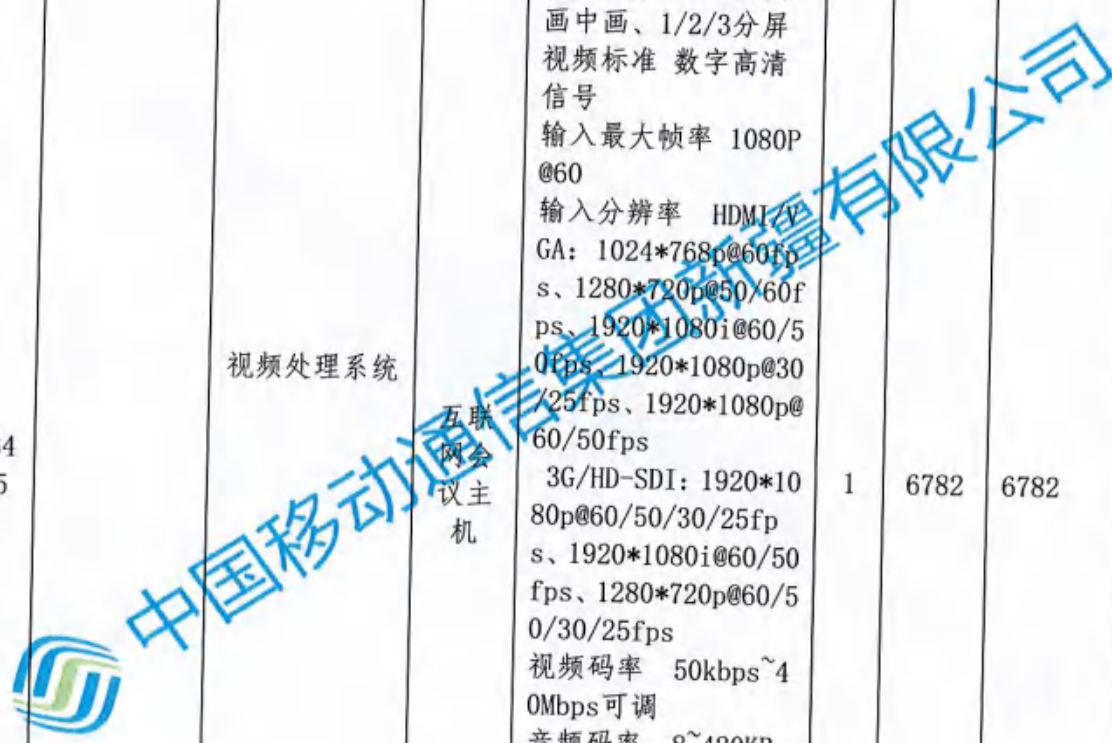 画中画、1/2/3分屏
视频标准 数字高清
信号
输入最大帧率 1080P
@60
输入分辨率 HDMI/V
GA: 1024*768p@60fp
s、1280*720p@50/60f
ps、1920*1080i@60/5
0fps、1920*1080p@30
/25fps、1920*1080p@
60/50fps
3G/HD-SDI: 1920*10
80p@60/50/30/25fp
s、1920*1080i@60/50
fps、1280*720p@60/5
0/30/25fps
视频码率 50kbps~4
0Mbps可调
视频处理系统
互联
网会
议主
机
1
6782
6782
4
5
中国移动通信集团新疆有限公司